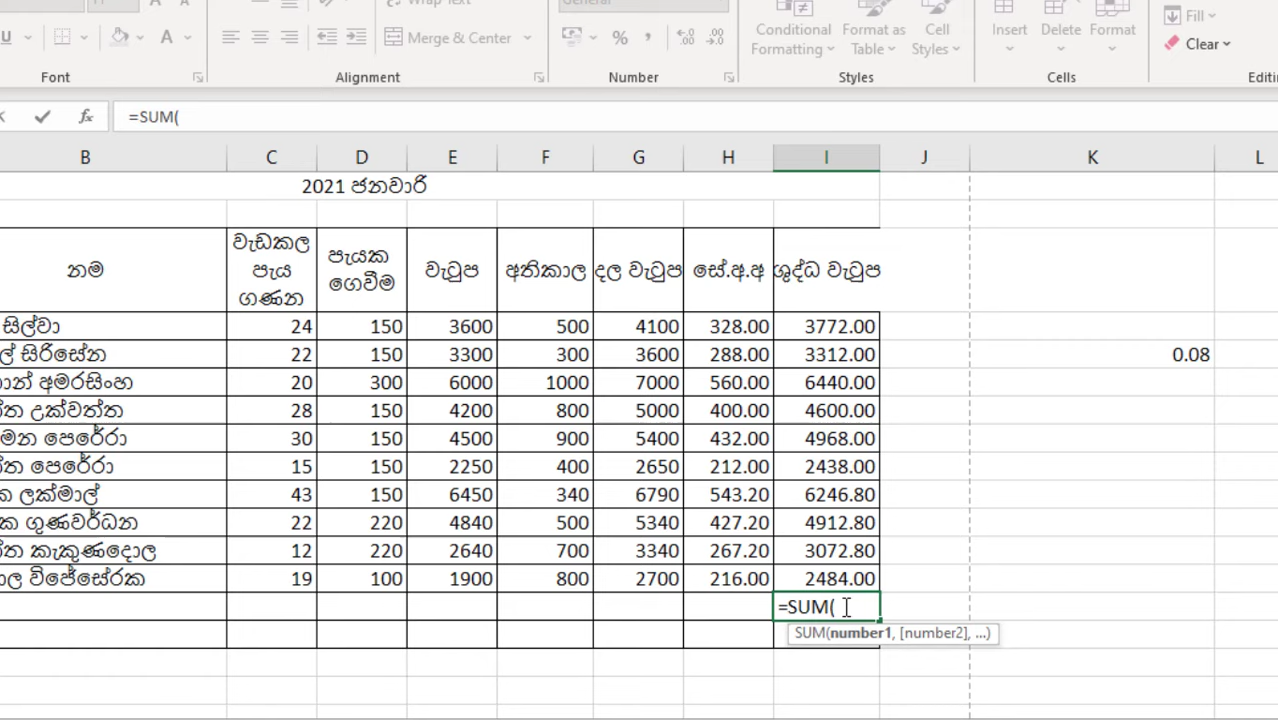 Wrap Text
General
Fill
Merge & Center
% ,
Conditional Formatting
Format as Table
Cell Styles
Insert
Delete
Format
Clear
U
A
Font
Alignment
Number
Styles
Cells
fx =SUM(
B C D E F G H I J K L
2021 ජනවාරි
නම
වැඩකල පැය ගණන
පැයක ගෙවීම
වැටුප
අතිකාල
දල වැටුප
සේ.අ.අ
ශුද්ධ වැටුප
සිල්වා 24 150 3600 500 4100 328.00 3772.00
සිරිසේන 22 150 3300 300 3600 288.00 3312.00 0.08
අමරසිංහ 20 300 6000 1000 7000 560.00 6440.00
උක්වත්ත 28 150 4200 800 5000 400.00 4600.00
පෙරේරා 30 150 4500 900 5400 432.00 4968.00
පෙරේරා 15 150 2250 400 2650 212.00 2438.00
ලක්මාල් 43 150 6450 340 6790 543.20 6246.80
ගුණවර්ධන 22 220 4840 500 5340 427.20 4912.80
කැකුණදොල 12 220 2640 700 3340 267.20 3072.80
විජේසේරක 19 100 1900 800 2700 216.00 2484.00
=SUM(
SUM(number1, [number2], ...)